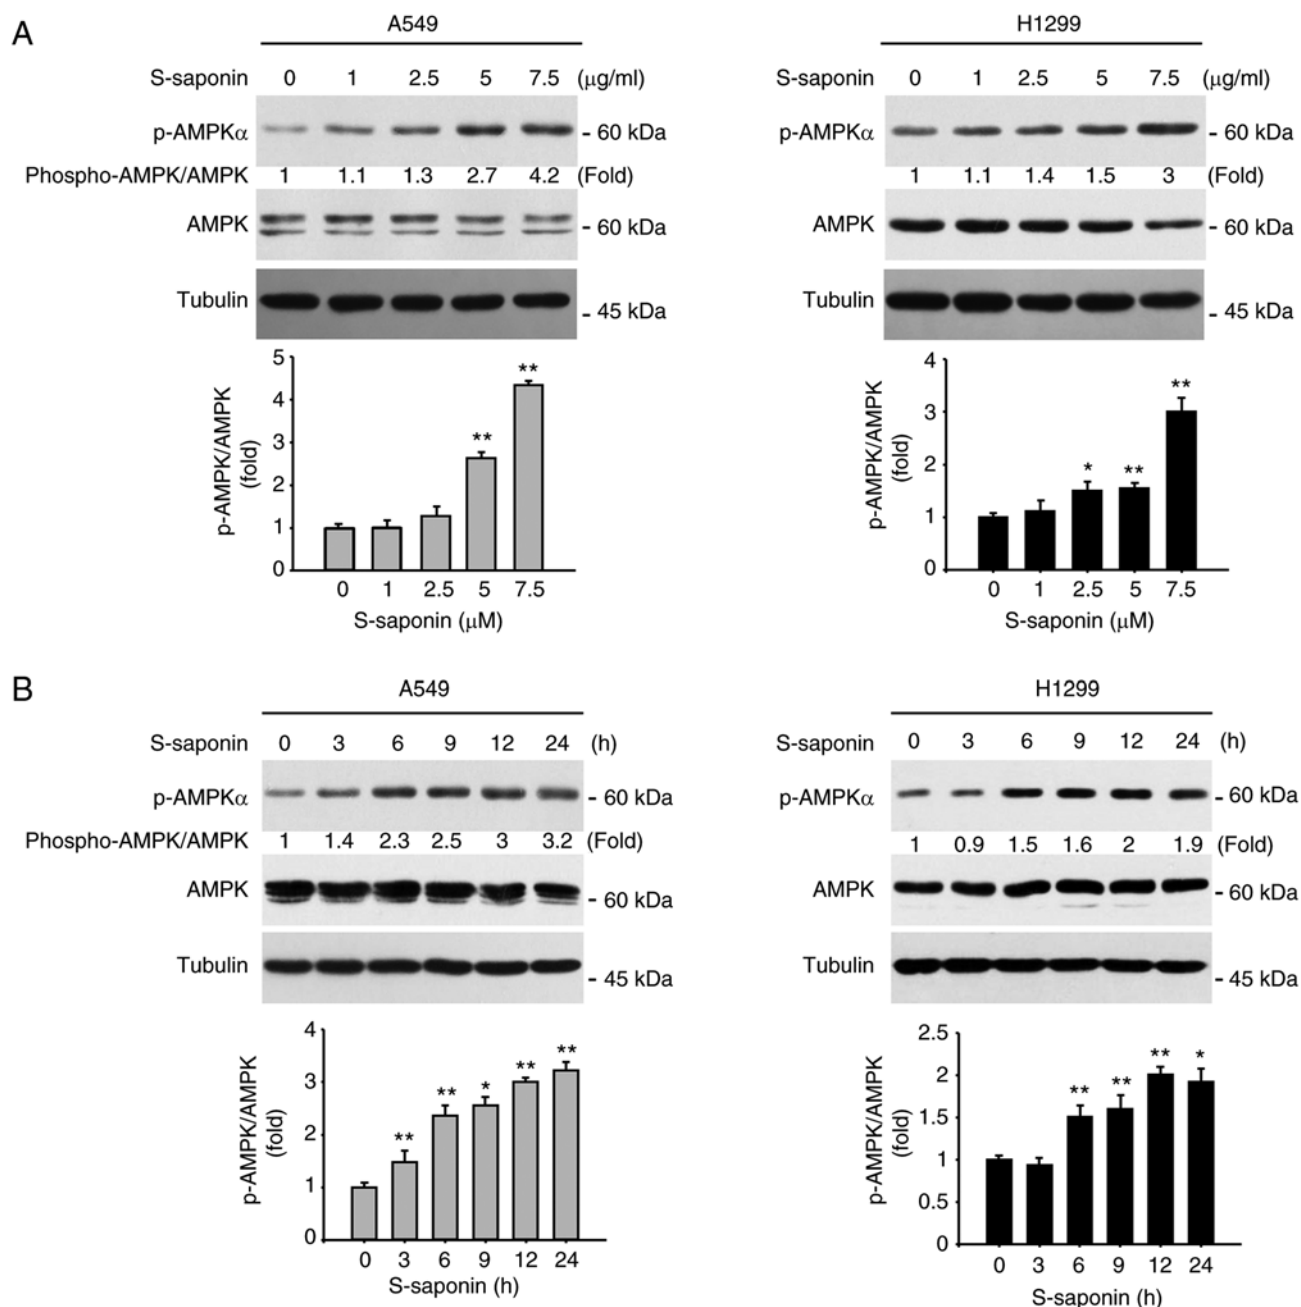 A
A549
S-saponin 0 1 2.5 5 7.5 (μg/ml)
p-AMPKα - 60 kDa
Phospho-AMPK/AMPK 1 1.1 1.3 2.7 4.2 (Fold)
AMPK - 60 kDa
Tubulin - 45 kDa
p-AMPK/AMPK
(fold)
5
4
3
2
1
0
**
**
0 1 2.5 5 7.5
S-saponin (μM)
H1299
S-saponin 0 1 2.5 5 7.5 (μg/ml)
p-AMPKα - 60 kDa
Phospho-AMPK/AMPK 1 1.1 1.4 1.5 3 (Fold)
AMPK - 60 kDa
Tubulin - 45 kDa
p-AMPK/AMPK
(fold)
4
3
2
1
0
* ** **
0 1 2.5 5 7.5
S-saponin (μM)
B
A549
S-saponin 0 3 6 9 12 24 (h)
p-AMPKα - 60 kDa
Phospho-AMPK/AMPK 1 1.4 2.3 2.5 3 3.2 (Fold)
AMPK - 60 kDa
Tubulin - 45 kDa
p-AMPK/AMPK
(fold)
4
3
2
1
0
** ** * ** **
0 3 6 9 12 24
S-saponin (h)
H1299
S-saponin 0 3 6 9 12 24 (h)
p-AMPKα - 60 kDa
1 0.9 1.5 1.6 2 1.9 (Fold)
AMPK - 60 kDa
Tubulin - 45 kDa
p-AMPK/AMPK
(fold)
2.5
2
1.5
1
0.5
0
** ** ** *
0 3 6 9 12 24
S-saponin (h)